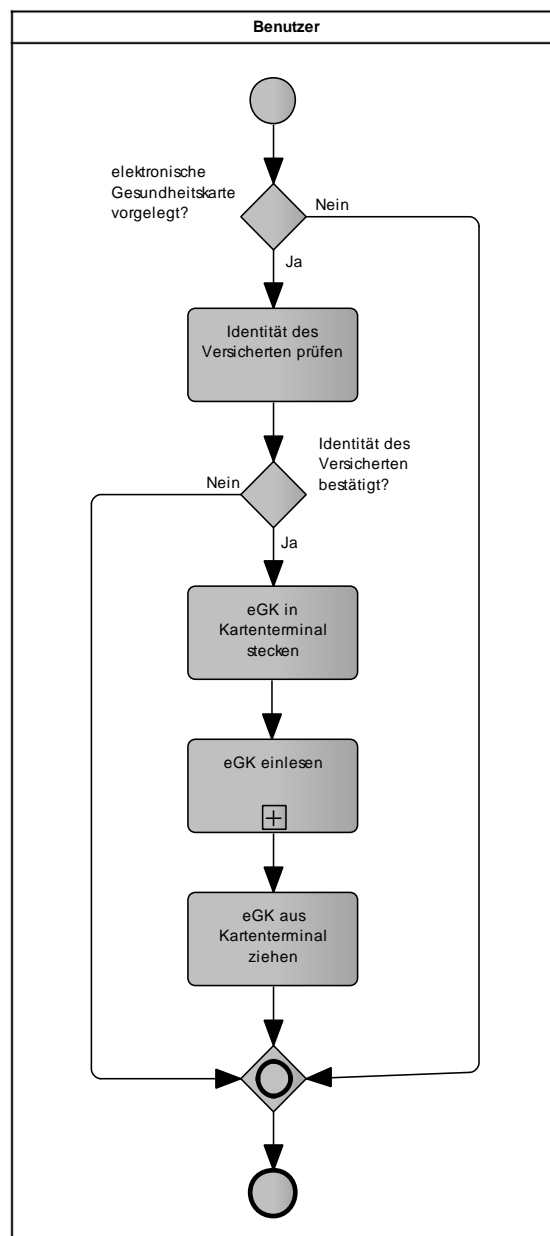 Benutzer
elektronische
Gesundheitskarte
vorgelegt?
Nein
Ja
Identität des
Versicherten prüfen
Identität des
Versicherten
bestätigt?
Nein
Ja
eGK in
Kartenterminal
stecken
eGK einlesen
eGK aus
Kartenterminal
ziehen